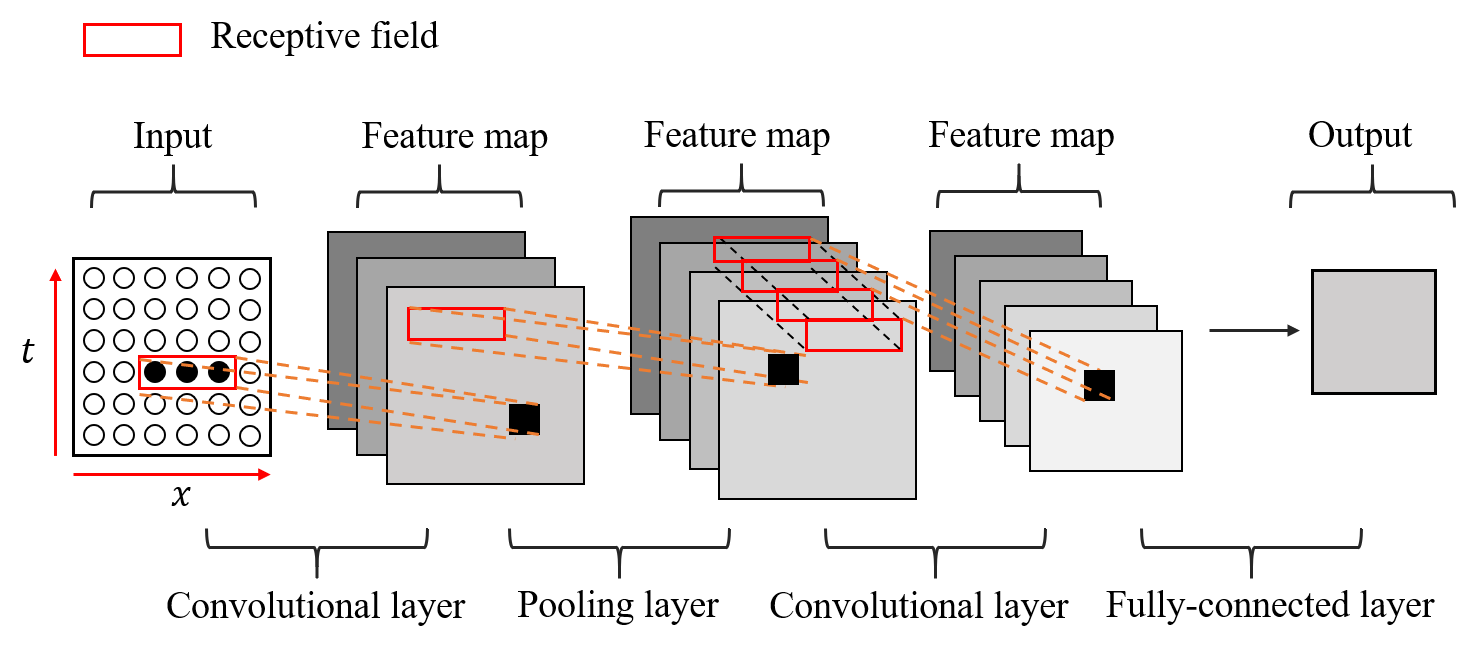 Receptive field
Input
Feature map
Feature map
Feature map
Output
t
x
Convolutional layer
Pooling layer
Convolutional layer
Fully-connected layer